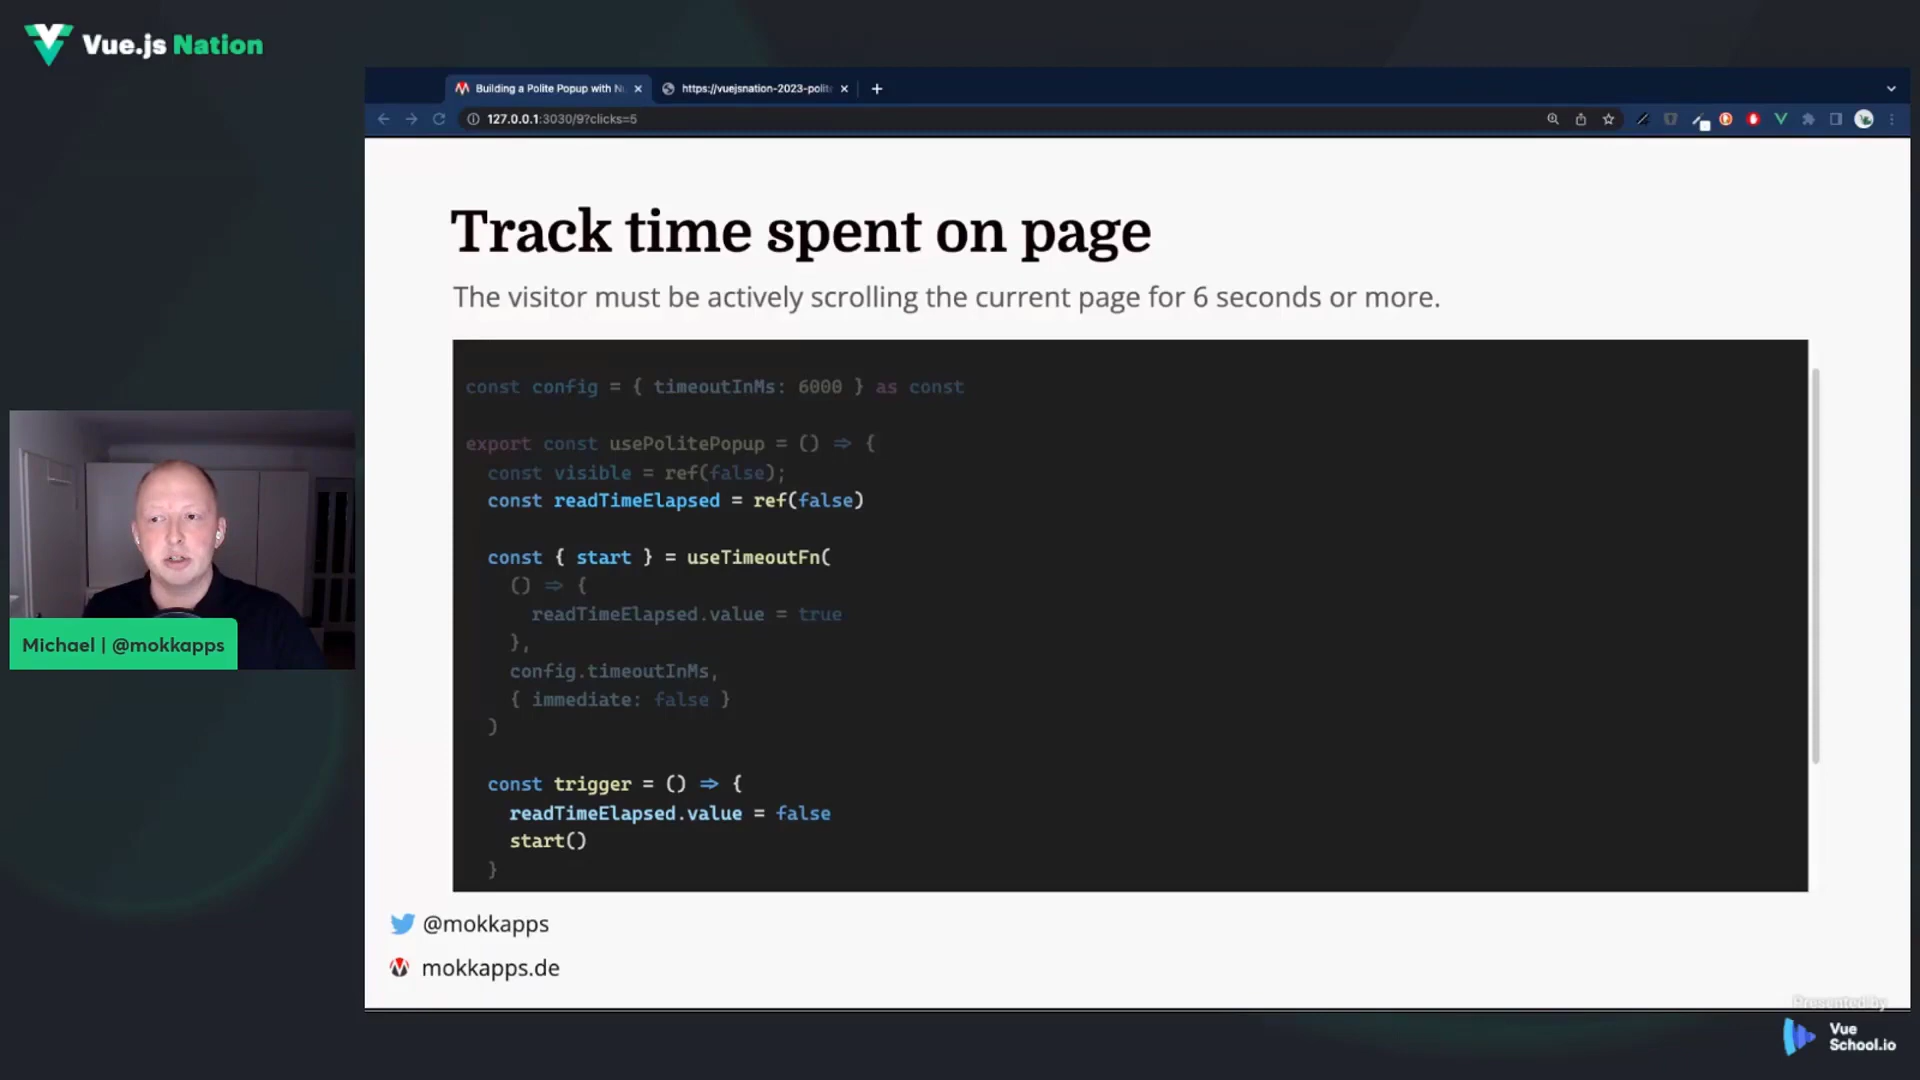 Vue.js Nation
Building a Polite Popup with Nu
https://vuejsnation-2023-polit
127.0.0.1:3030/9?clicks=5
Track time spent on page
The visitor must be actively scrolling the current page for 6 seconds or more.
const config = { timeoutInMs: 6000 } as const
export const usePolitePopup = () => {
const visible = ref(false);
const readTimeElapsed = ref(false)
const { start } = useTimeoutFn(
() => {
readTimeElapsed.value = true
},
config.timeoutInMs,
{ immediate: false }
)
const trigger = () => {
readTimeElapsed.value = false
start()
}
Michael | @mokkapps
@mokkapps
mokkapps.de
Presented by
Vue
School.io